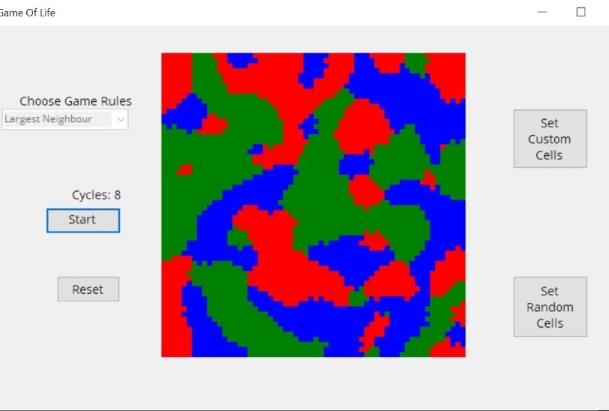 Game Of Life
Choose Game Rules
Largest Neighbour
Cycles: 8
Start
Reset
Set
Custom
Cells
Set
Random
Cells